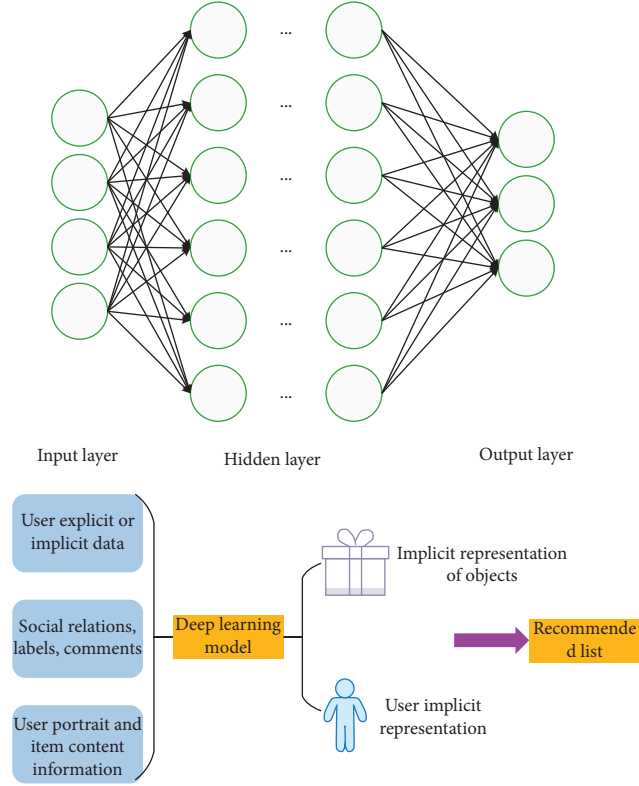 ...
...
...
...
...
...
Input layer
Hidden layer
Output layer
User explicit or
implicit data
Social relations,
labels, comments
User portrait and
item content
information
Deep learning
model
Implicit representation
of objects
User implicit
representation
Recommende
d list